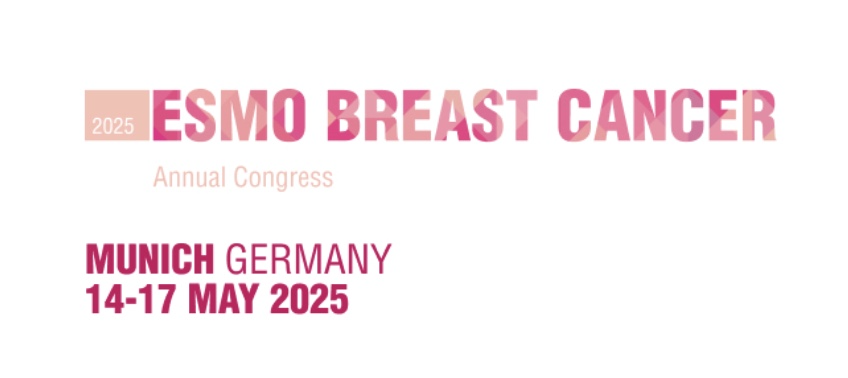 2025 ESMO BREAST CANCER
Annual Congress
MUNICH GERMANY
14-17 MAY 2025